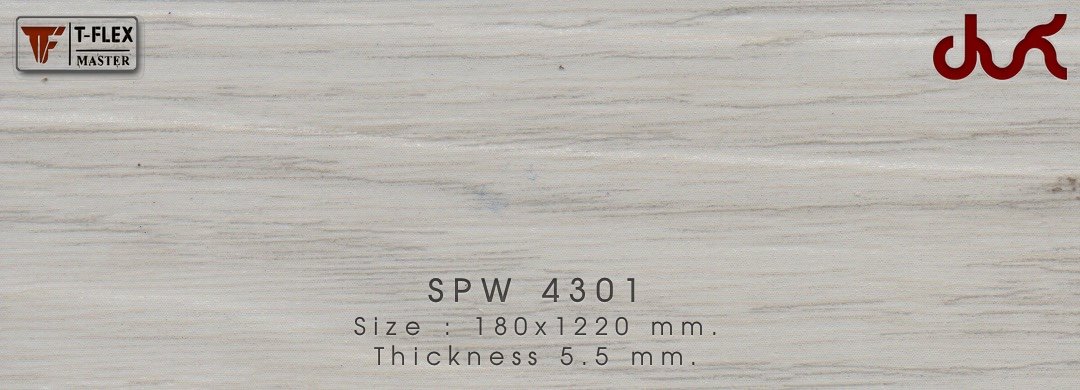 T-FLEX
MASTER
SPW 4301
Size : 180x1220 mm.
Thickness 5.5 mm.